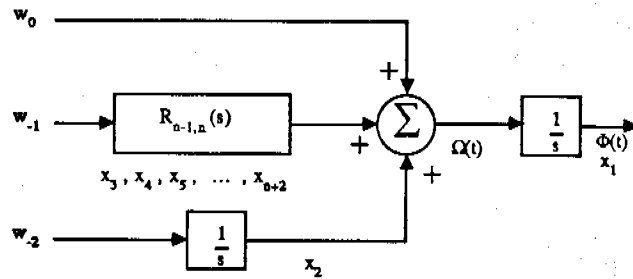 w₀
+
w₋₁
Rₙ₋₁,ₙ(s)
+
Σ
Ω(t)
1
s
Φ(t)
x₁
x₃ , x₄ , x₅ , ... , xₙ₊₂
+
w₋₂
1
s
x₂